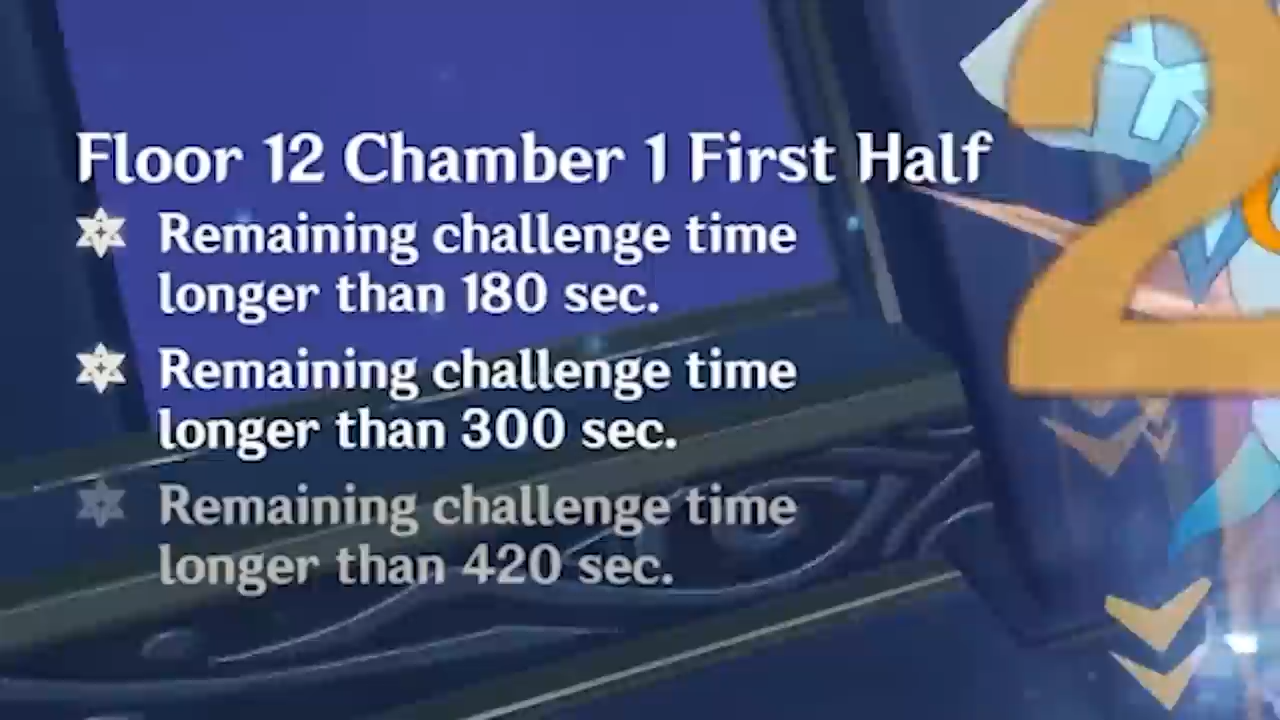 Floor 12 Chamber 1 First Half
Remaining challenge time
longer than 180 sec.
Remaining challenge time
longer than 300 sec.
Remaining challenge time
longer than 420 sec.
2